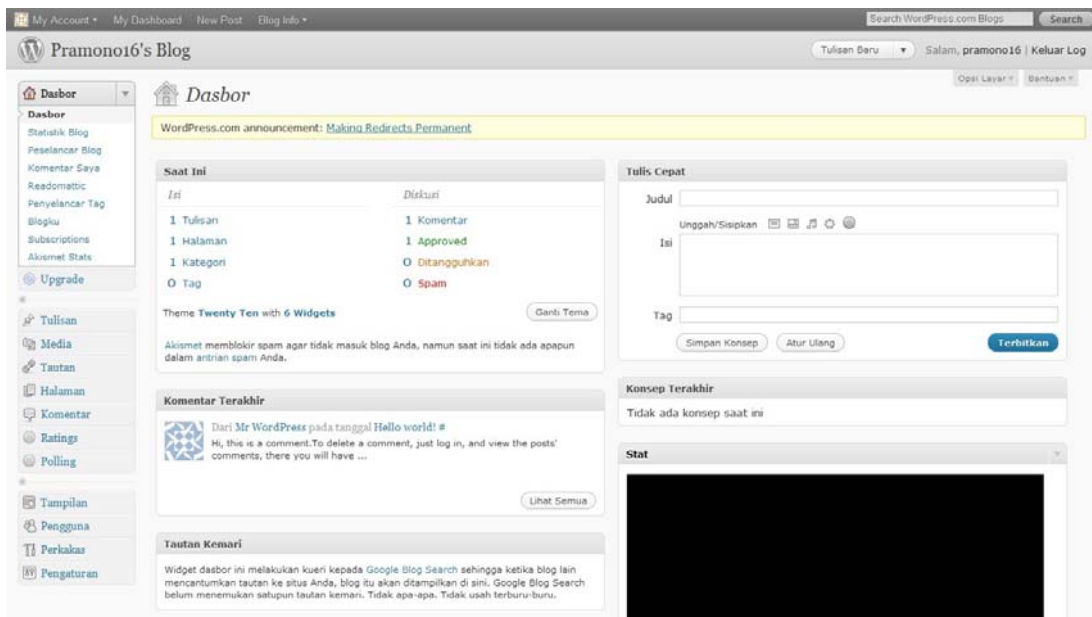 My Account ▾ My Dashboard New Post Blog Info ▾ Search WordPress.com Blogs Search
Pramono16's Blog Tulisan Baru ▾ Salam, pramono16 | Keluar Log
Opsi Layar ▾ Bantuan ▾
Dasbor
Dasbor
Statistik Blog
Peselancar Blog
Komentar Saya
Readomattic
Penyelancar Tag
Blogku
Subscriptions
Akismet Stats
Upgrade
Tulisan
Media
Tautan
Halaman
Komentar
Ratings
Polling
Tampilan
Pengguna
Perkakas
Pengaturan
Dasbor
WordPress.com announcement: Making Redirects Permanent
Saat Ini
Isi Diskusi
1 Tulisan 1 Komentar
1 Halaman 1 Approved
1 Kategori 0 Ditangguhkan
0 Tag 0 Spam
Theme Twenty Ten with 6 Widgets Ganti Tema
Akismet memblokir spam agar tidak masuk blog Anda, namun saat ini tidak ada apapun
dalam antrian spam Anda.
Komentar Terakhir
Dari Mr WordPress pada tanggal Hello world! #
Hi, this is a comment.To delete a comment, just log in, and view the posts'
comments, there you will have ...
Lihat Semua
Tautan Kemari
Widget dasbor ini melakukan kueri kepada Google Blog Search sehingga ketika blog lain
mencantumkan tautan ke situs Anda, blog itu akan ditampilkan di sini. Google Blog Search
belum menemukan satupun tautan kemari. Tidak apa-apa. Tidak usah terburu-buru.
Tulis Cepat
Judul
Unggah/Sisipkan
Isi
Tag
Simpan Konsep Atur Ulang Terbitkan
Konsep Terakhir
Tidak ada konsep saat ini
Stat